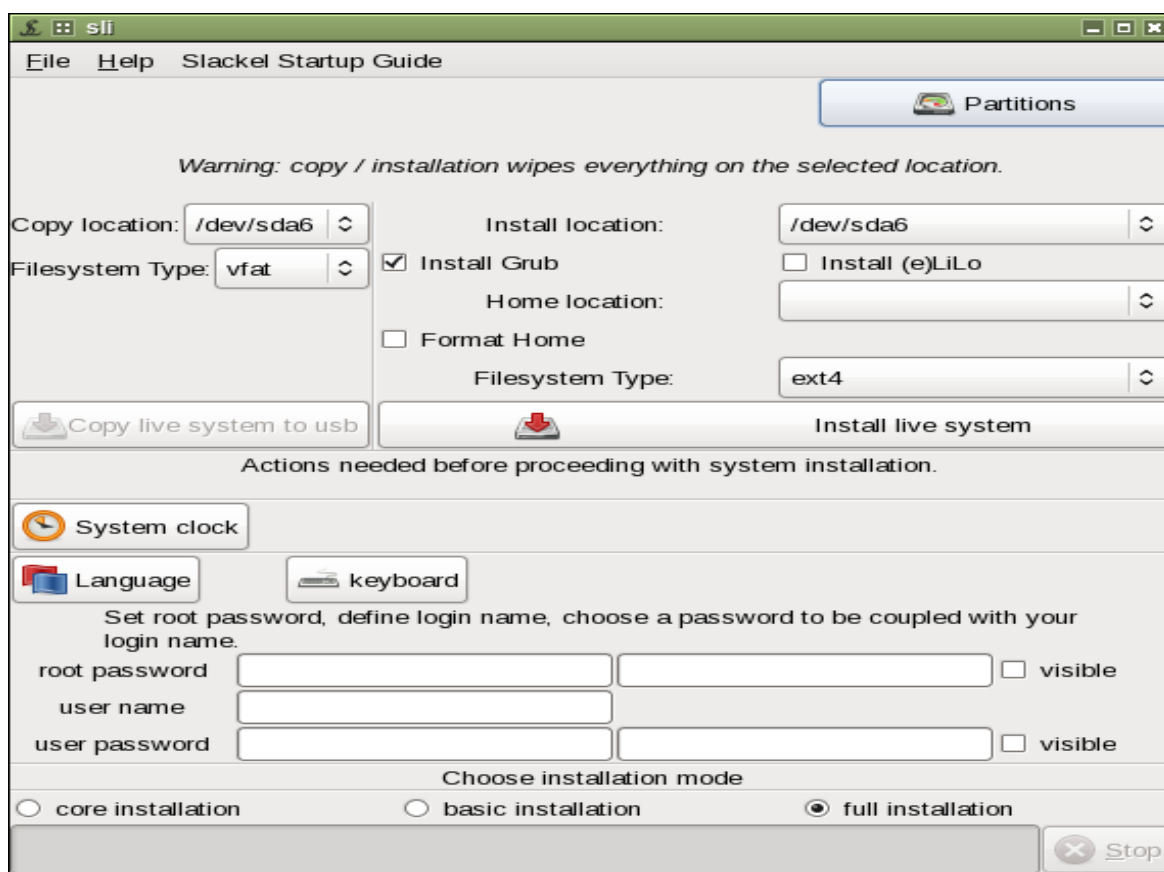 sli
File Help Slackel Startup Guide
Partitions
Warning: copy / installation wipes everything on the selected location.
Copy location: /dev/sda6 Install location: /dev/sda6
Filesystem Type: vfat Install Grub Install (e)LiLo
Home location:
Format Home
Filesystem Type: ext4
Copy live system to usb Install live system
Actions needed before proceeding with system installation.
System clock
Language keyboard
Set root password, define login name, choose a password to be coupled with your
login name.
root password visible
user name
user password visible
Choose installation mode
core installation basic installation full installation
Stop